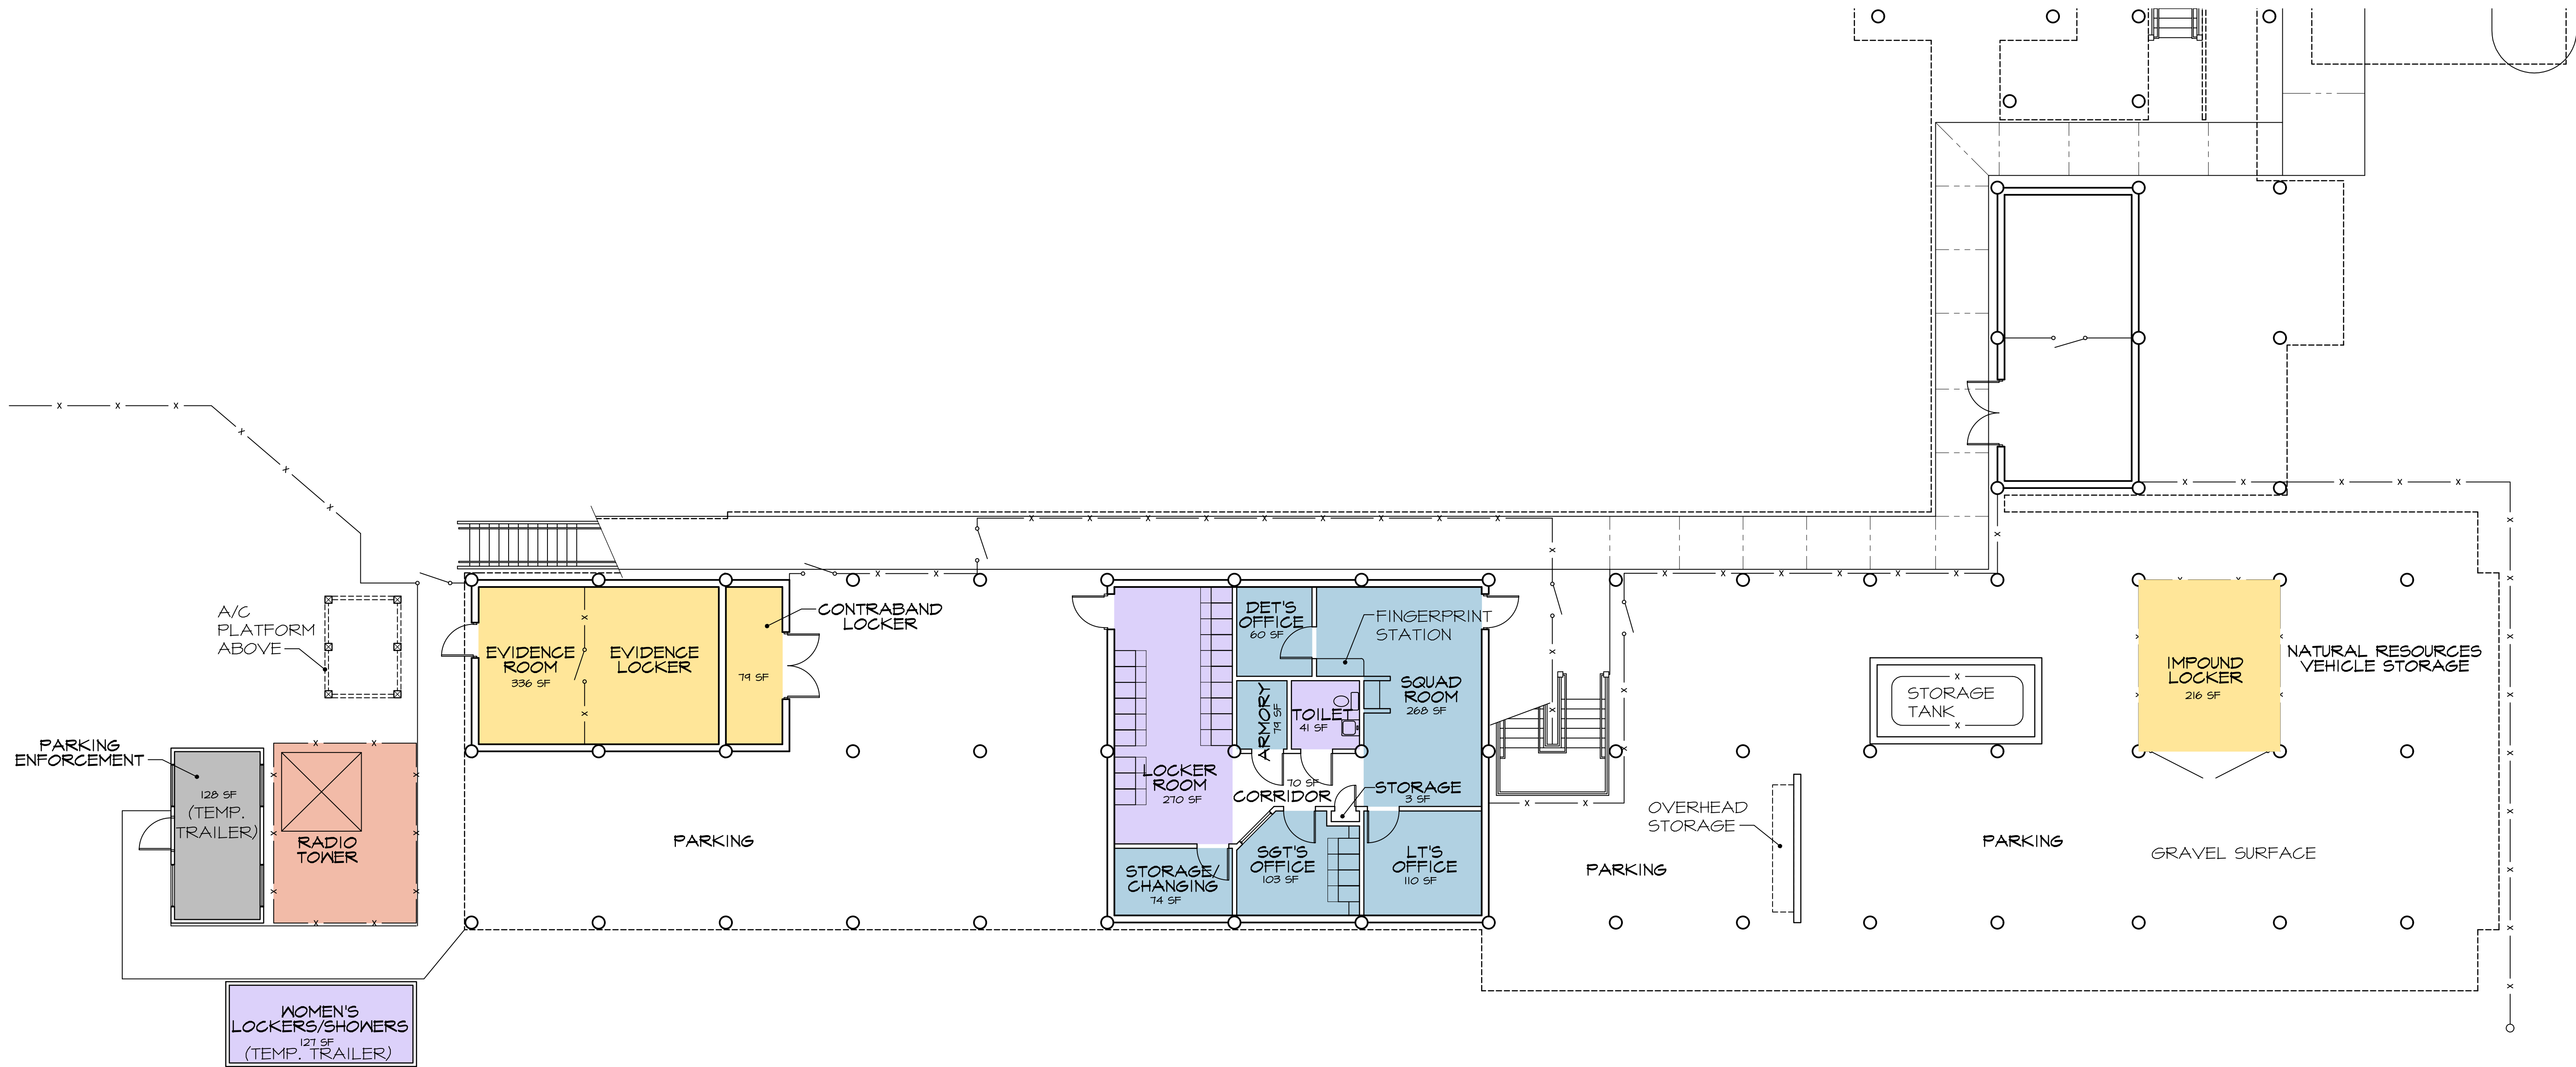 A/C
PLATFORM
ABOVE
PARKING
ENFORCEMENT
128 SF
(TEMP.
TRAILER)
RADIO
TOWER
WOMEN'S
LOCKERS/SHOWERS
127 SF
(TEMP. TRAILER)
EVIDENCE
ROOM
336 SF
EVIDENCE
LOCKER
79 SF
CONTRABAND
LOCKER
PARKING
LOCKER
ROOM
270 SF
STORAGE/
CHANGING
74 SF
DET'S
OFFICE
60 SF
ARMORY
79 SF
TOILET
41 SF
70 SF
CORRIDOR
SGT'S
OFFICE
103 SF
FINGERPRINT
STATION
SQUAD
ROOM
268 SF
STORAGE
3 SF
LT'S
OFFICE
110 SF
PARKING
OVERHEAD
STORAGE
STORAGE
TANK
PARKING
IMPOUND
LOCKER
216 SF
NATURAL RESOURCES
VEHICLE STORAGE
GRAVEL SURFACE